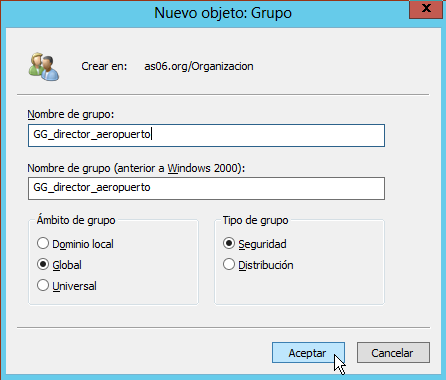 Nuevo objeto: Grupo
x
Crear en: as06.org/Organizacion
Nombre de grupo:
GG_director_aeropuerto
Nombre de grupo (anterior a Windows 2000):
GG_director_aeropuerto
Ámbito de grupo
Dominio local
Global
Universal
Tipo de grupo
Seguridad
Distribución
Aceptar
Cancelar